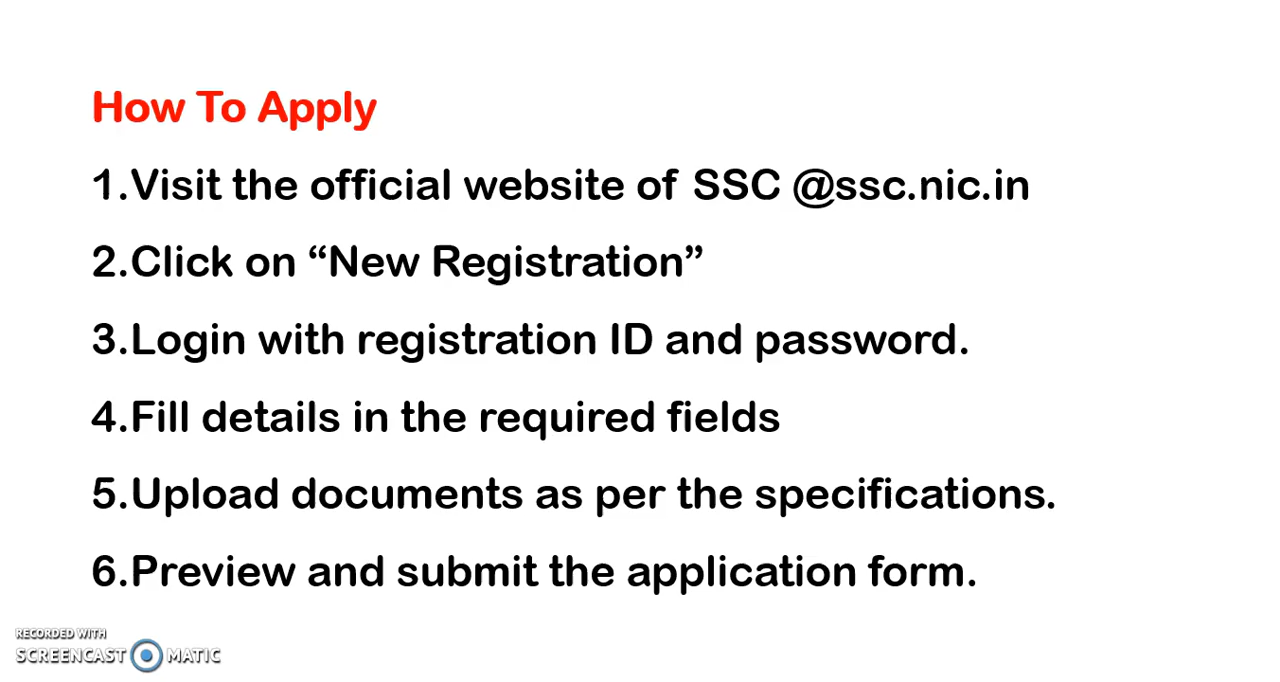 How To Apply
1.Visit the official website of SSC @ssc.nic.in
2.Click on “New Registration”
3.Login with registration ID and password.
4.Fill details in the required fields
5.Upload documents as per the specifications.
6.Preview and submit the application form.
RECORDED WITH
SCREENCAST MATIC